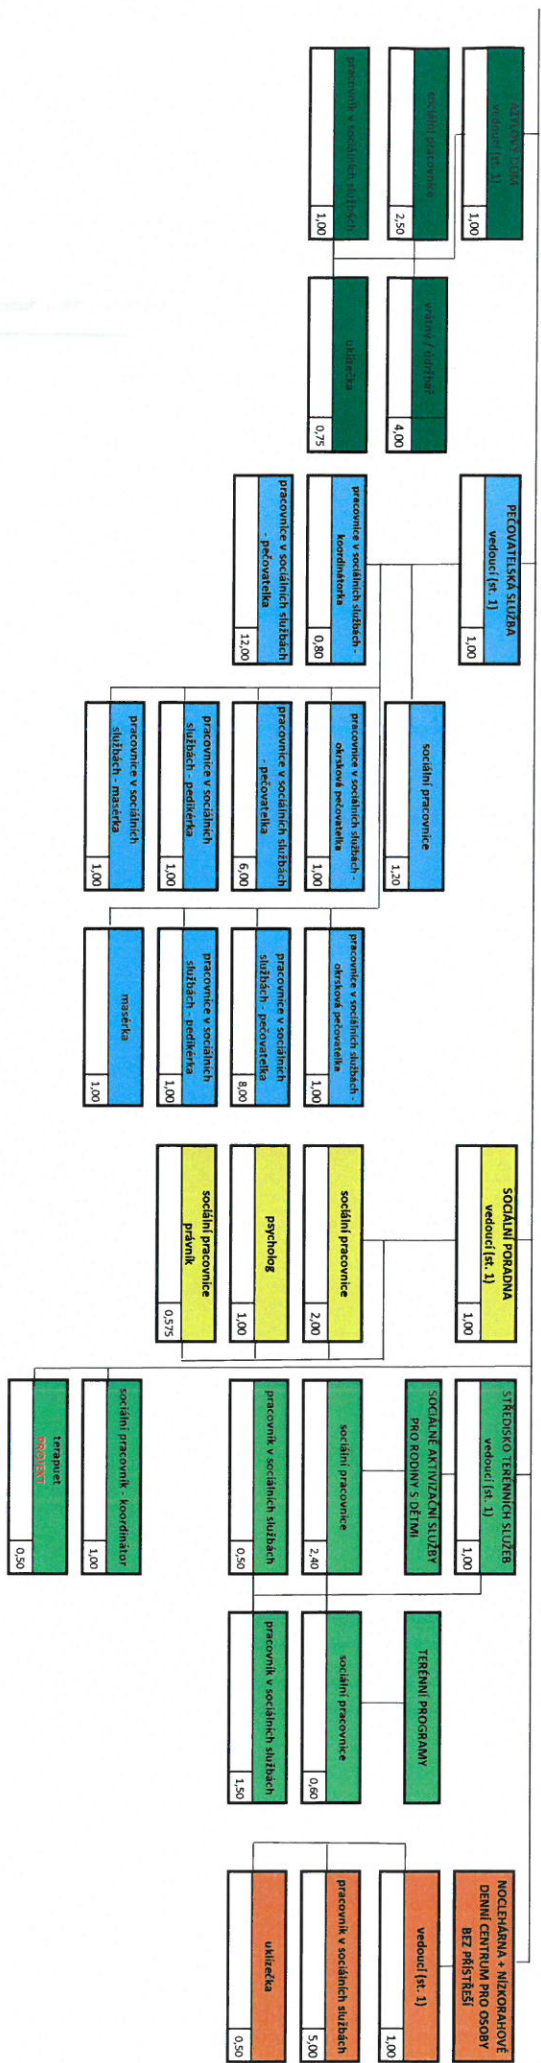 AZYLOVÝ DŮM
vedoucí (st. 1)
1,00
sociální pracovnice
2,50
pracovník v sociálních službách
1,00
vrátný / údržbář
4,00
uklízečka
0,75
PEČOVATELSKÁ SLUŽBA
vedoucí (st. 1)
1,00
pracovnice v sociálních službách -
koordinátorka
0,80
pracovnice v sociálních službách
- pečovatelka
12,00
sociální pracovnice
1,20
pracovnice v sociálních službách -
okrsková pečovatelka
1,00
pracovnice v sociálních službách
- pečovatelka
6,00
pracovnice v sociálních
službách - pedikérka
1,00
pracovnice v sociálních
službách - masérka
1,00
pracovnice v sociálních službách -
okrsková pečovatelka
1,00
pracovnice v sociálních
službách - pečovatelka
8,00
pracovnice v sociálních
službách - pedikérka
1,00
masérka
1,00
SOCIÁLNÍ PORADNA
vedoucí (st. 1)
1,00
sociální pracovnice
2,00
psycholog
1,00
sociální pracovnice
právník
0,575
STŘEDISKO TERÉNNÍCH SLUŽEB
vedoucí (st. 1)
1,00
SOCIÁLNĚ AKTIVIZAČNÍ SLUŽBY
PRO RODINY S DĚTMI
sociální pracovnice
2,40
pracovník v sociálních službách
0,50
sociální pracovník - koordinátor
1,00
terapuet
PROJEKT
0,50
TERÉNNÍ PROGRAMY
sociální pracovnice
0,60
pracovník v sociálních službách
1,50
NOCLEHÁRNA + NÍZKORAHOVÉ
DENNÍ CENTRUM PRO OSOBY
BEZ PŘÍSTŘEŠÍ
vedoucí (st. 1)
1,00
pracovník v sociálních službách
5,00
uklízečka
0,50